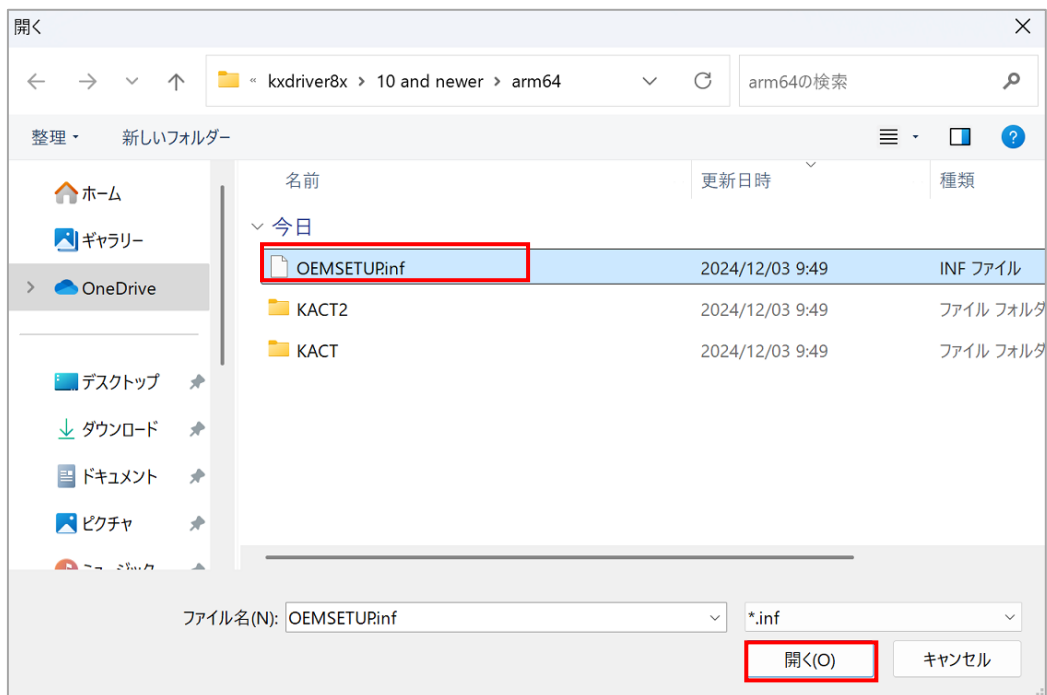 開く
« kxdriver8x › 10 and newer › arm64
arm64の検索
整理
新しいフォルダー
名前 更新日時 種類
ホーム
ギャラリー
OneDrive
デスクトップ
ダウンロード
ドキュメント
ピクチャ
ミュージック
今日
OEMSETUP.inf 2024/12/03 9:49 INF ファイル
KACT2 2024/12/03 9:49 ファイル フォルダ
KACT 2024/12/03 9:49 ファイル フォルダ
ファイル名(N): OEMSETUP.inf
*.inf
開く(O) キャンセル